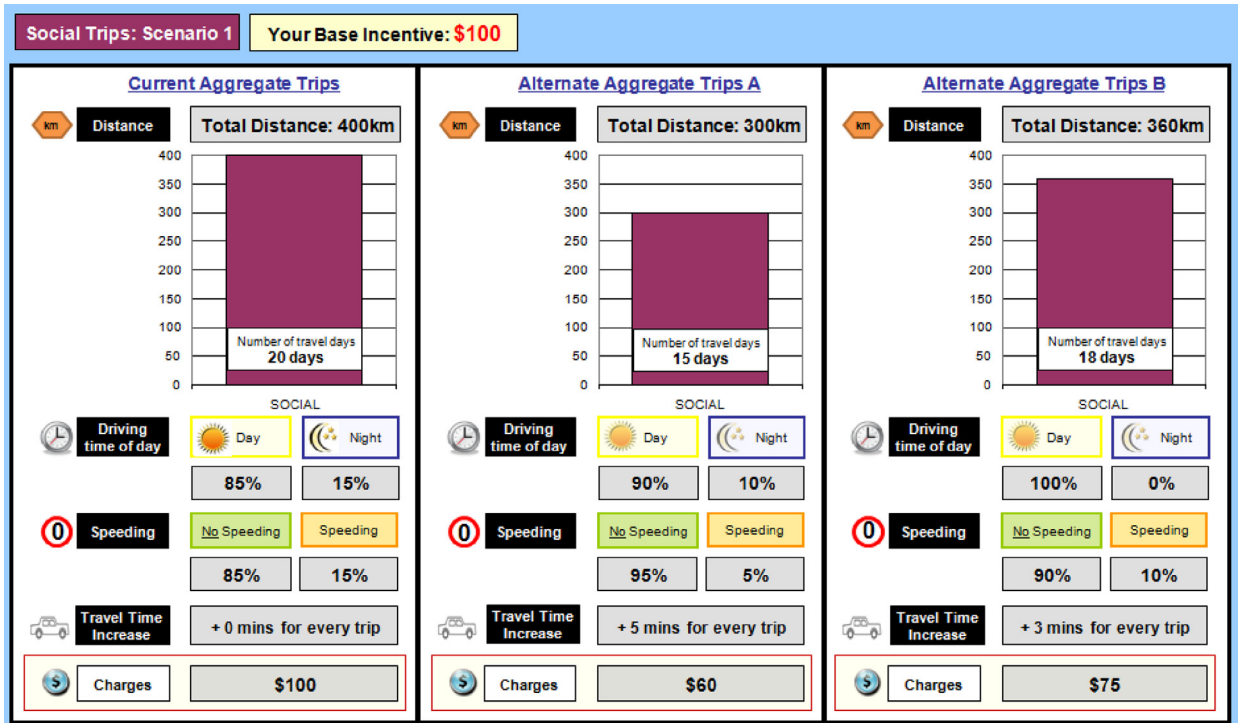 Social Trips: Scenario 1
Your Base Incentive: $100
Current Aggregate Trips
km
Distance
Total Distance: 400km
400
350
300
250
200
150
100
50
0
Number of travel days
20 days
SOCIAL
Driving
time of day
Day
Night
85%
15%
0
Speeding
No Speeding
Speeding
85%
15%
Travel Time
Increase
+ 0 mins for every trip
$
Charges
$100
Alternate Aggregate Trips A
km
Distance
Total Distance: 300km
400
350
300
250
200
150
100
50
0
Number of travel days
15 days
SOCIAL
Driving
time of day
Day
Night
90%
10%
0
Speeding
No Speeding
Speeding
95%
5%
Travel Time
Increase
+ 5 mins for every trip
$
Charges
$60
Alternate Aggregate Trips B
km
Distance
Total Distance: 360km
400
350
300
250
200
150
100
50
0
Number of travel days
18 days
SOCIAL
Driving
time of day
Day
Night
100%
0%
0
Speeding
No Speeding
Speeding
90%
10%
Travel Time
Increase
+ 3 mins for every trip
$
Charges
$75